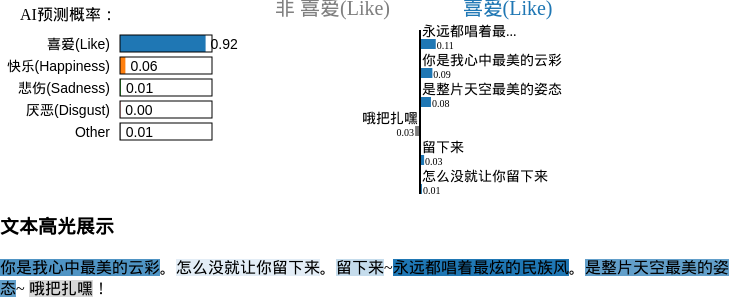 AI预测概率：
喜爱(Like) 0.92
快乐(Happiness) 0.06
悲伤(Sadness) 0.01
厌恶(Disgust) 0.00
Other 0.01
非 喜爱(Like) 喜爱(Like)
永远都唱着最...
0.11
你是我心中最美的云彩
0.09
是整片天空最美的姿态
0.08
哦把扎嘿
0.03
留下来
0.03
怎么没就让你留下来
0.01
文本高光展示
你是我心中最美的云彩。怎么没就让你留下来。留下来~永远都唱着最炫的民族风。是整片天空最美的姿
态~ 哦把扎嘿！